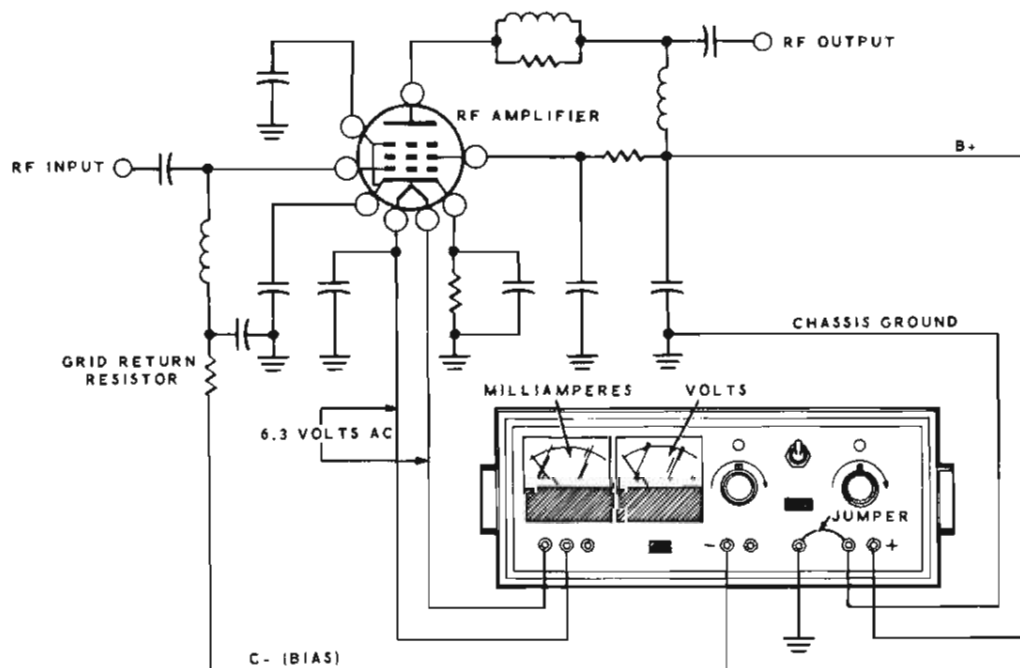 RF OUTPUT
RF AMPLIFIER
B+
RF INPUT
CHASSIS GROUND
GRID RETURN
RESISTOR
MILLIAMPERES
VOLTS
6.3 VOLTS AC
JUMPER
-
+
C- (BIAS)